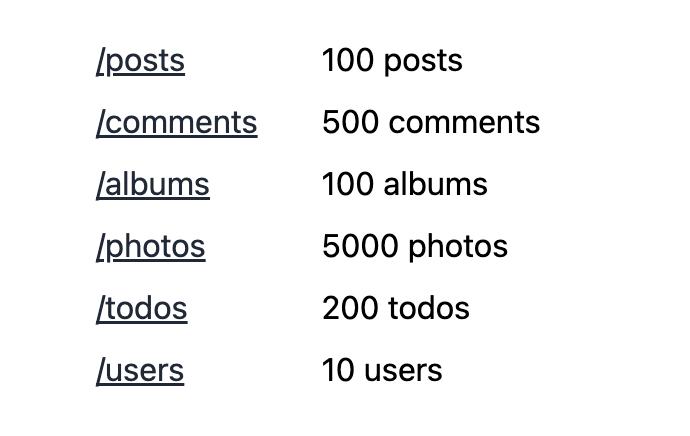 /posts 100 posts
/comments 500 comments
/albums 100 albums
/photos 5000 photos
/todos 200 todos
/users 10 users